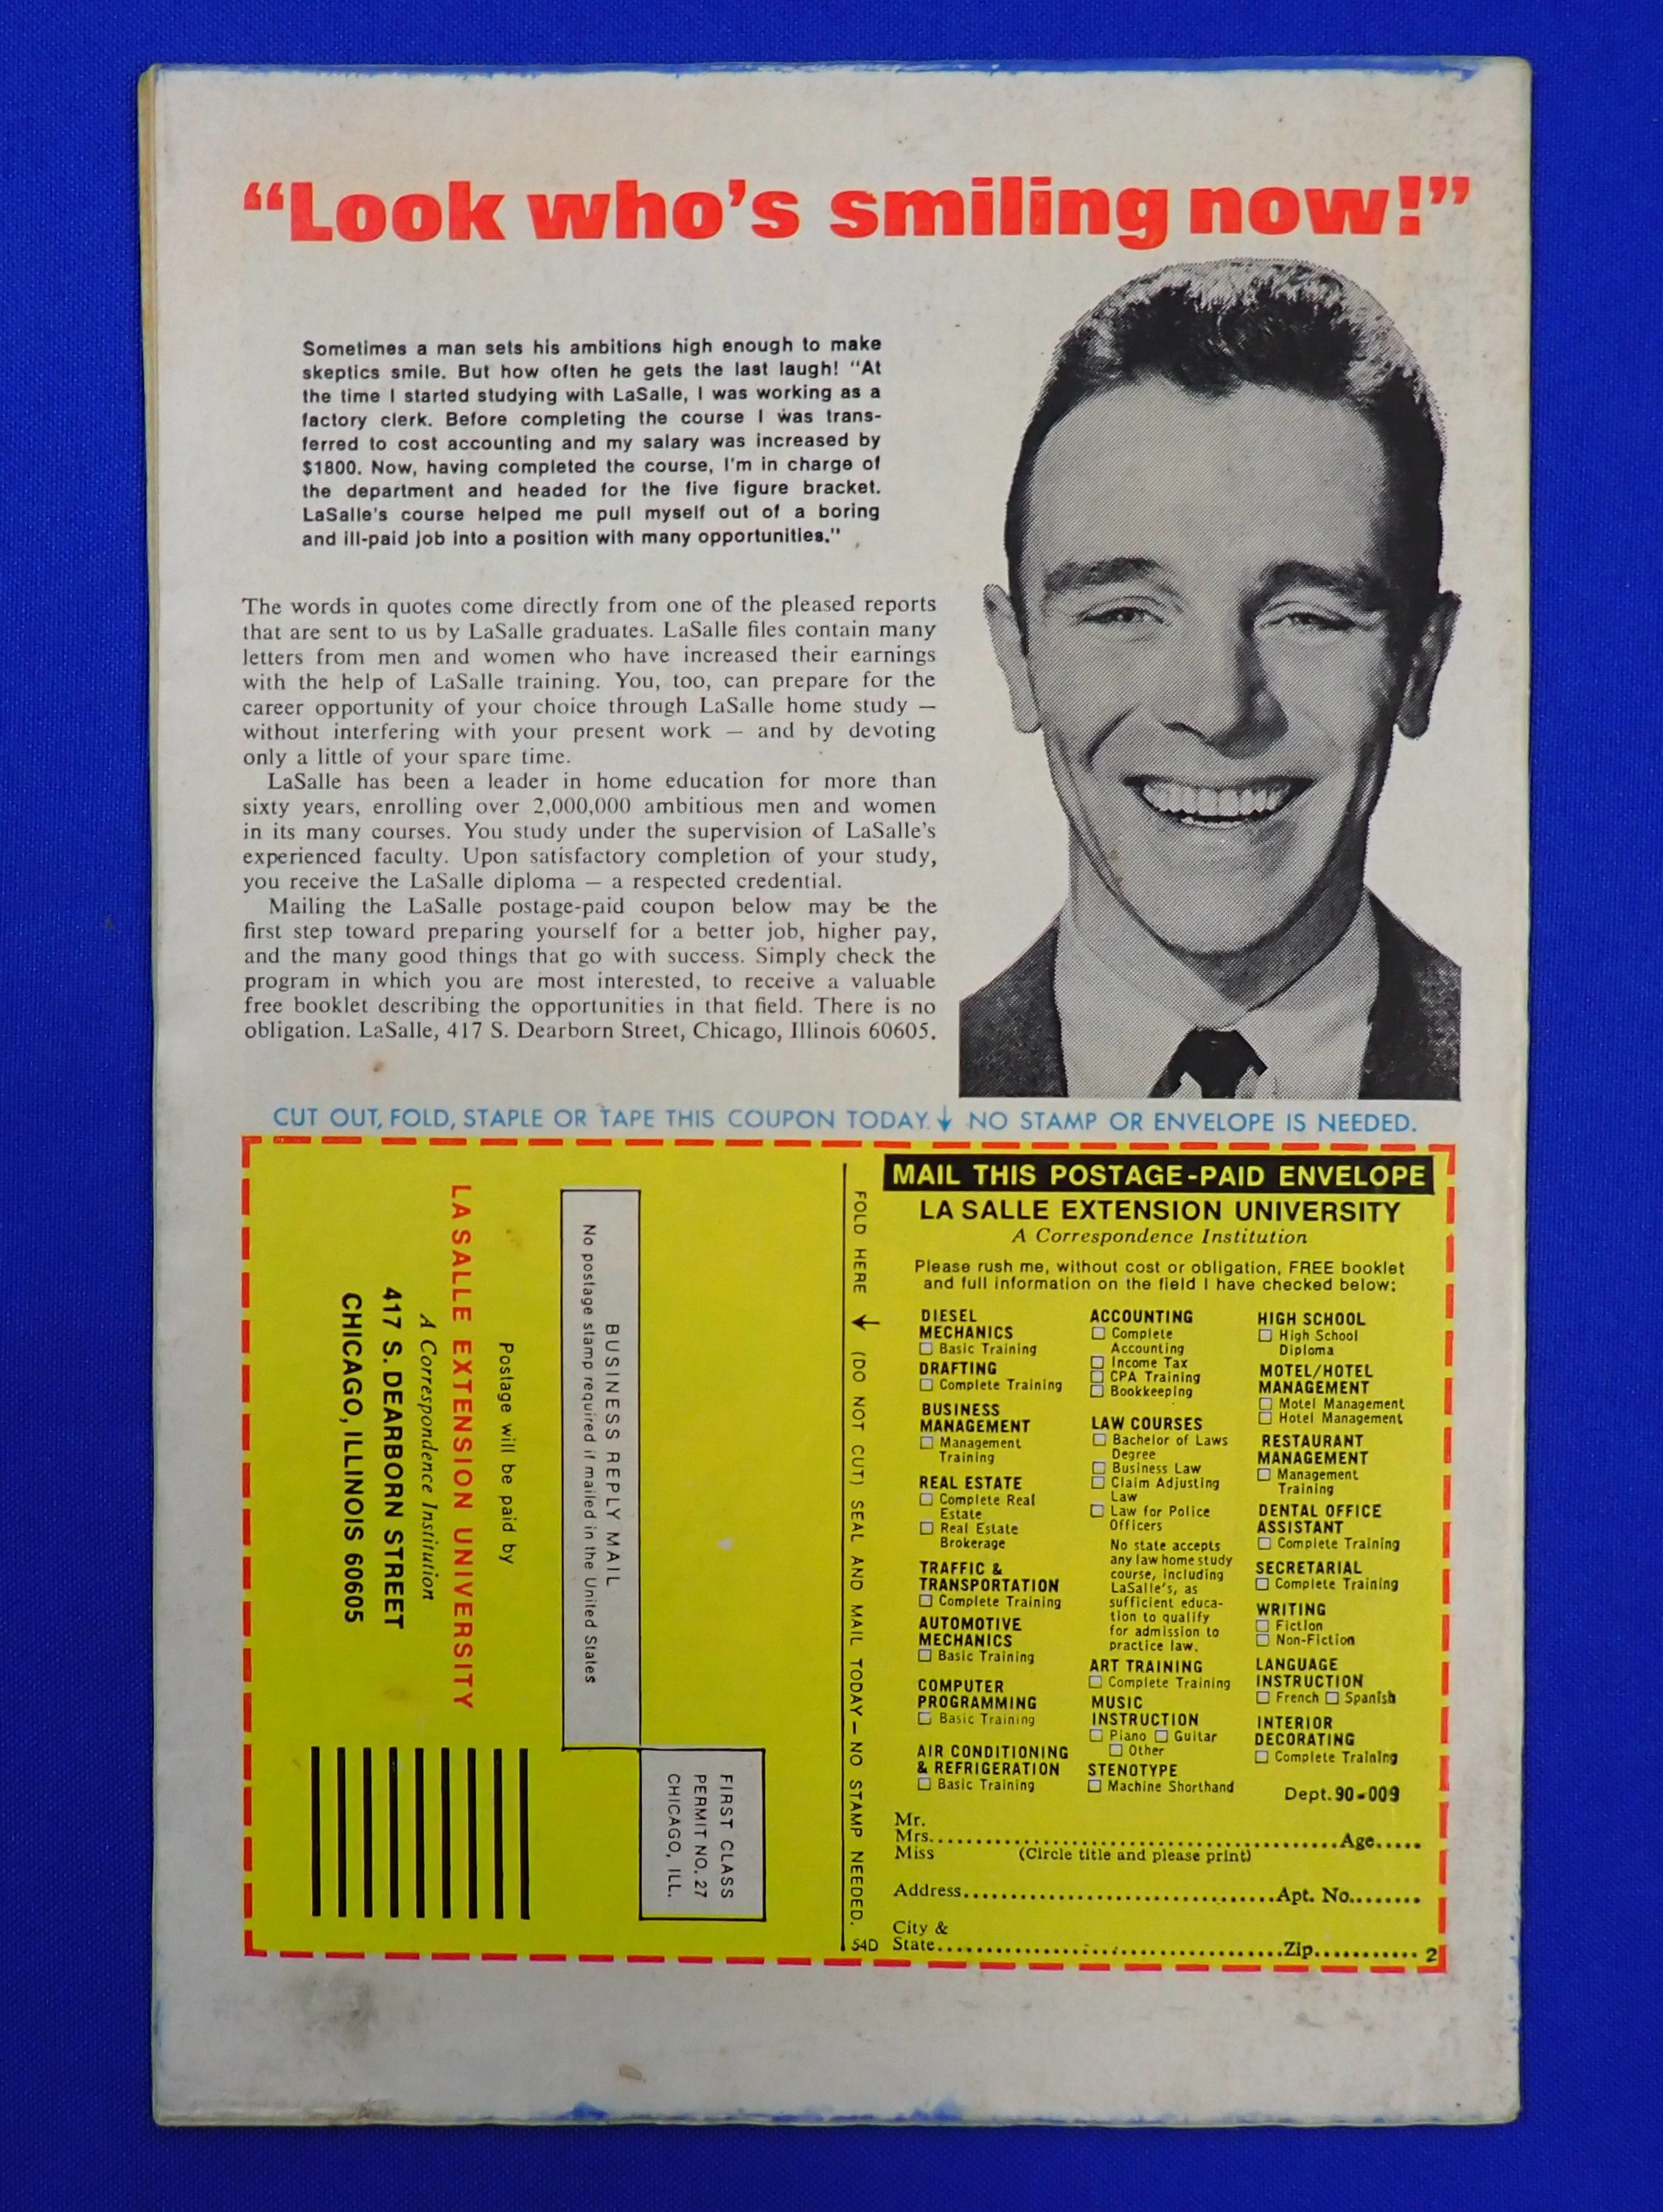 “Look who’s smiling now!”
Sometimes a man sets his ambitions high enough to make
skeptics smile. But how often he gets the last laugh! “At
the time I started studying with LaSalle, I was working as a
factory clerk. Before completing the course I was trans-
ferred to cost accounting and my salary was increased by
$1800. Now, having completed the course, I'm in charge of
the department and headed for the five figure bracket.
LaSalle's course helped me pull myself out of a boring
and ill-paid job into a position with many opportunities."
The words in quotes come directly from one of the pleased reports
that are sent to us by LaSalle graduates. LaSalle files contain many
letters from men and women who have increased their earnings
with the help of LaSalle training. You, too, can prepare for the
career opportunity of your choice through LaSalle home study —
without interfering with your present work — and by devoting
only a little of your spare time.
LaSalle has been a leader in home education for more than
sixty years, enrolling over 2,000,000 ambitious men and women
in its many courses. You study under the supervision of LaSalle's
experienced faculty. Upon satisfactory completion of your study,
you receive the LaSalle diploma — a respected credential.
Mailing the LaSalle postage-paid coupon below may be the
first step toward preparing yourself for a better job, higher pay,
and the many good things that go with success. Simply check the
program in which you are most interested, to receive a valuable
free booklet describing the opportunities in that field. There is no
obligation. LaSalle, 417 S. Dearborn Street, Chicago, Illinois 60605.
CUT OUT, FOLD, STAPLE OR TAPE THIS COUPON TODAY. ↓ NO STAMP OR ENVELOPE IS NEEDED.
FIRST CLASS
PERMIT NO. 27
CHICAGO, ILL.
BUSINESS REPLY MAIL
No postage stamp required if mailed in the United States
Postage will be paid by
LASALLE EXTENSION UNIVERSITY
A Correspondence Institution
417 S. DEARBORN STREET
CHICAGO, ILLINOIS 60605
FOLD HERE ↓ (DO NOT CUT) SEAL AND MAIL TODAY — NO STAMP NEEDED.
54D
MAIL THIS POSTAGE-PAID ENVELOPE
LA SALLE EXTENSION UNIVERSITY
A Correspondence Institution
Please rush me, without cost or obligation, FREE booklet
and full information on the field I have checked below:
DIESEL
MECHANICS
☐ Basic Training
DRAFTING
☐ Complete Training
BUSINESS
MANAGEMENT
☐ Management
Training
REAL ESTATE
☐ Complete Real
Estate
☐ Real Estate
Brokerage
TRAFFIC &
TRANSPORTATION
☐ Complete Training
AUTOMOTIVE
MECHANICS
☐ Basic Training
COMPUTER
PROGRAMMING
☐ Basic Training
AIR CONDITIONING
& REFRIGERATION
☐ Basic Training
ACCOUNTING
☐ Complete
Accounting
☐ Income Tax
☐ CPA Training
☐ Bookkeeping
LAW COURSES
☐ Bachelor of Laws
Degree
☐ Business Law
☐ Claim Adjusting
Law
☐ Law for Police
Officers
No state accepts
any law home study
course, including
LaSalle's, as
sufficient educa-
tion to qualify
for admission to
practice law.
ART TRAINING
☐ Complete Training
MUSIC
INSTRUCTION
☐ Piano ☐ Guitar
☐ Other
STENOTYPE
☐ Machine Shorthand
HIGH SCHOOL
☐ High School
Diploma
MOTEL/HOTEL
MANAGEMENT
☐ Motel Management
☐ Hotel Management
RESTAURANT
MANAGEMENT
☐ Management
Training
DENTAL OFFICE
ASSISTANT
☐ Complete Training
SECRETARIAL
☐ Complete Training
WRITING
☐ Fiction
☐ Non-Fiction
LANGUAGE
INSTRUCTION
☐ French ☐ Spanish
INTERIOR
DECORATING
☐ Complete Training
Dept. 90-009
Mr.
Mrs. Age
Miss (Circle title and please print)
Address Apt. No.
City &
State Zip 2